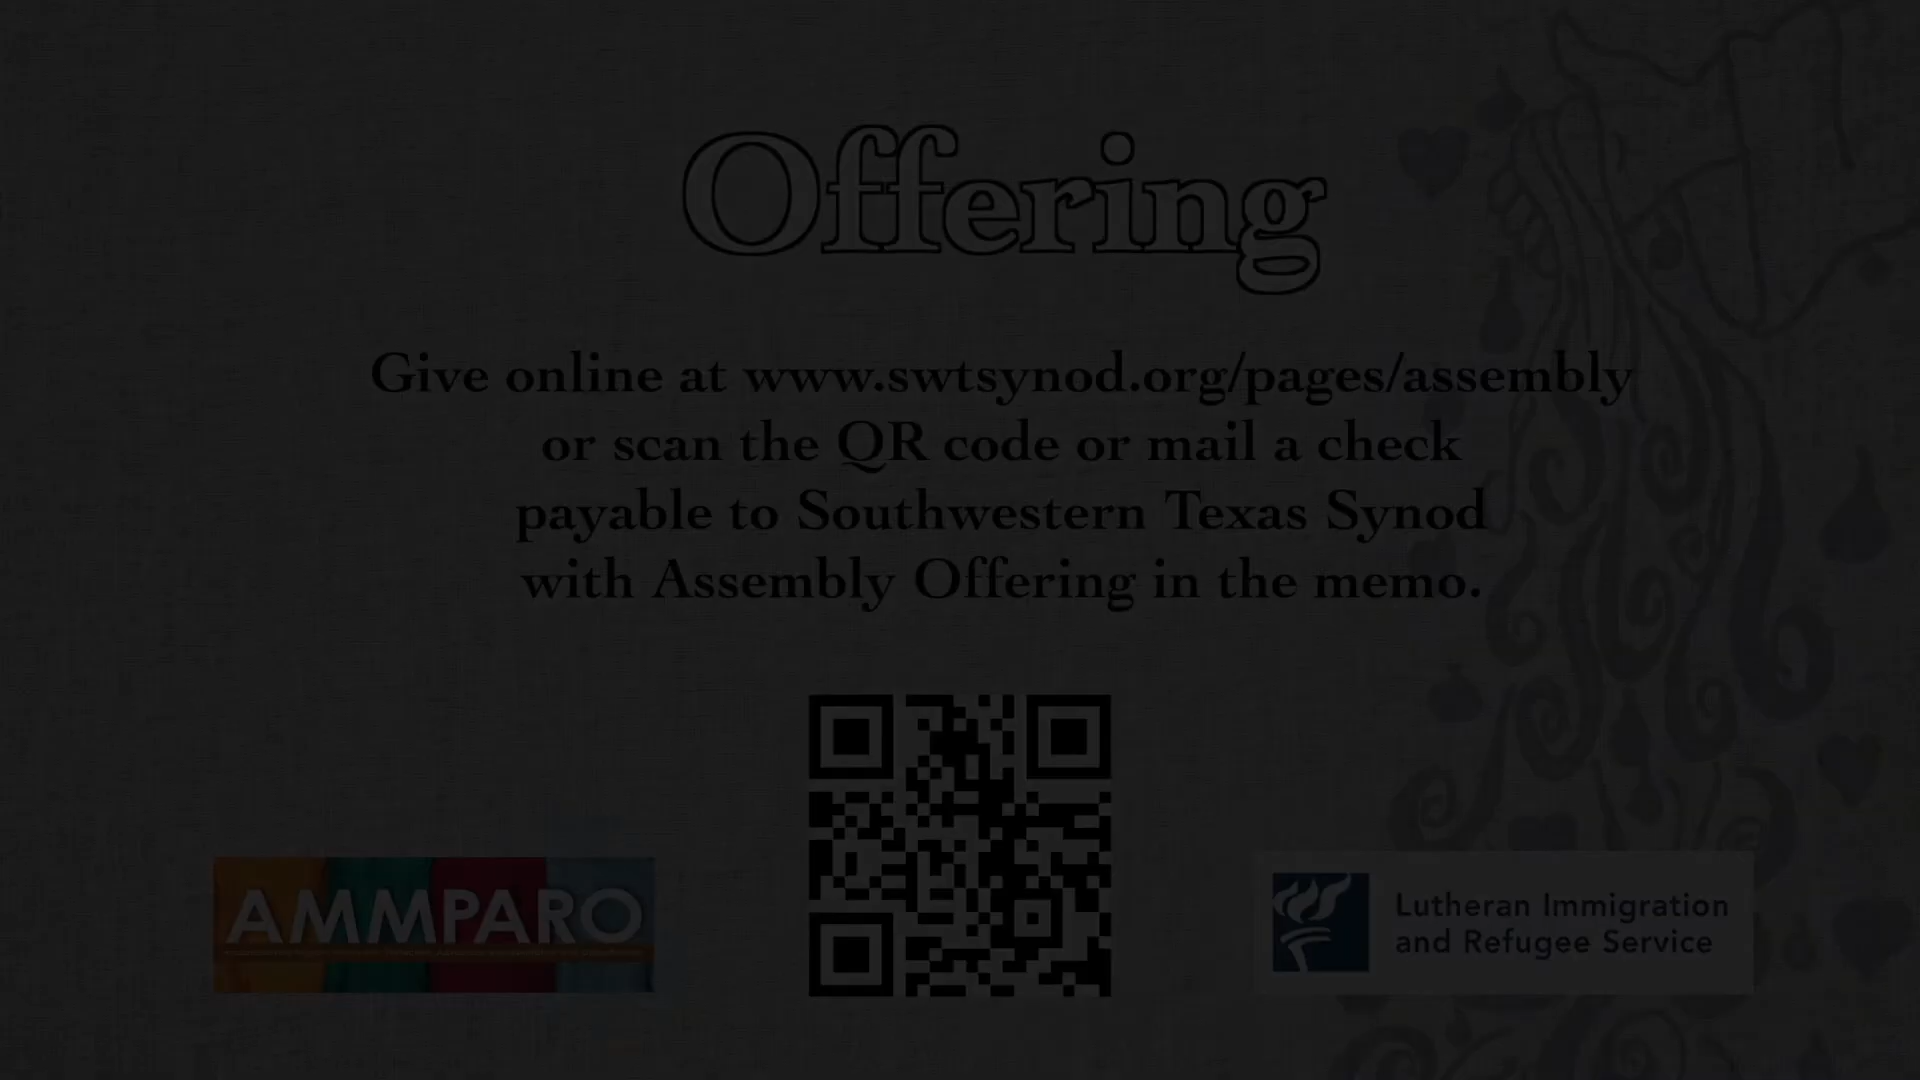 Offering
Give online at www.swtsynod.org/pages/assembly
or scan the QR code or mail a check
payable to Southwestern Texas Synod
with Assembly Offering in the memo.
AMMPARO
Lutheran Immigration
and Refugee Service